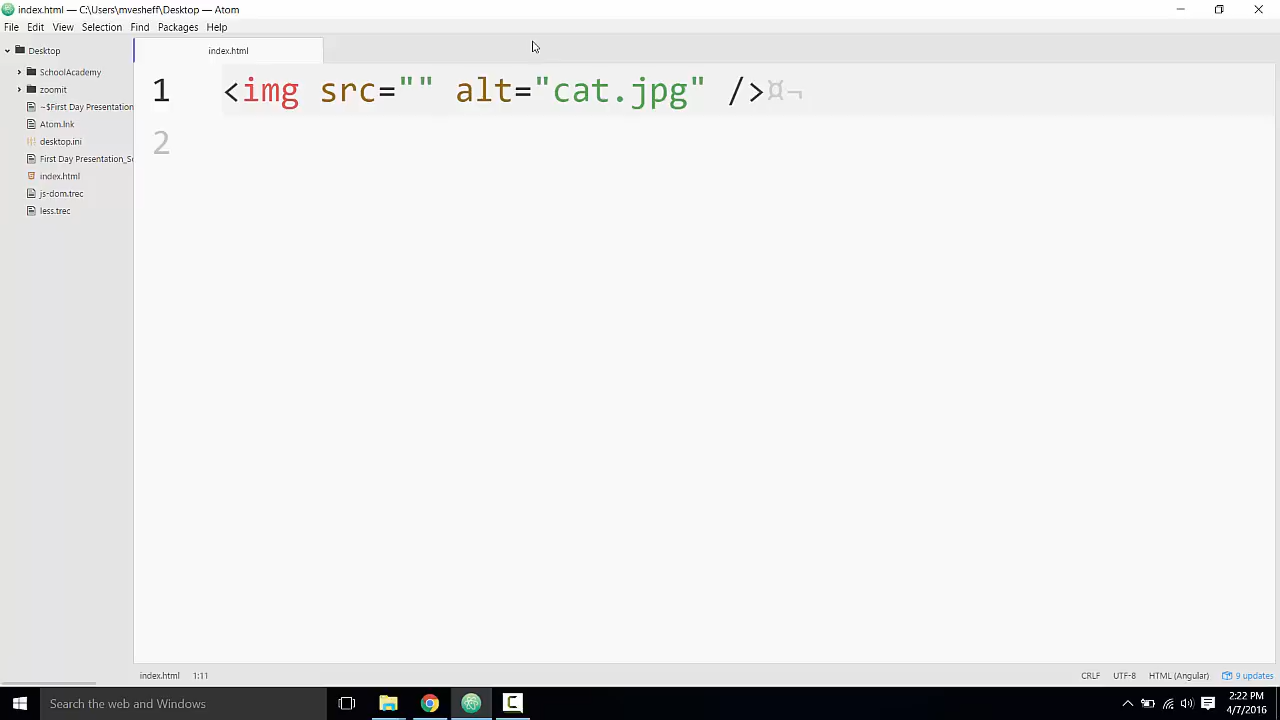 index.html — C:\Users\mvesheff\Desktop — Atom
File Edit View Selection Find Packages Help
Desktop
index.html
SchoolAcademy
zoomit
~$First Day Presentation
Atom.lnk
desktop.ini
First Day Presentation_S
index.html
js-dom.trec
less.trec
1 <img src="" alt="cat.jpg" />¤¬
2
index.html 1:11 CRLF UTF-8 HTML (Angular) 9 updates
Search the web and Windows
2:22 PM
4/7/2016